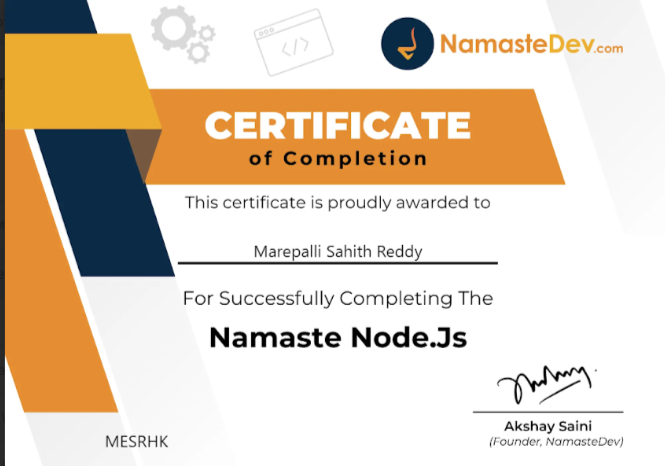 </>
NamasteDev.com
CERTIFICATE
of Completion
This certificate is proudly awarded to
Marepalli Sahith Reddy
For Successfully Completing The
Namaste Node.Js
Akshay Saini
(Founder, NamasteDev)
MESRHK